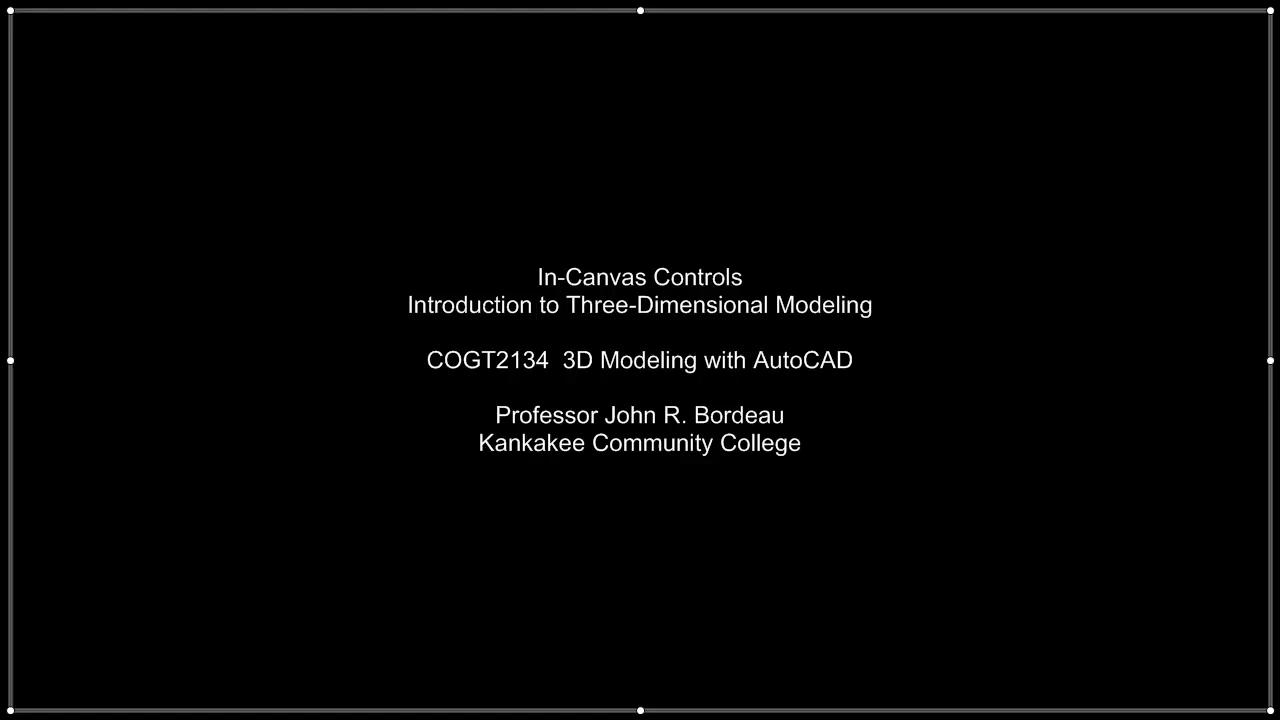 In-Canvas Controls
Introduction to Three-Dimensional Modeling
COGT2134  3D Modeling with AutoCAD
Professor John R. Bordeau
Kankakee Community College